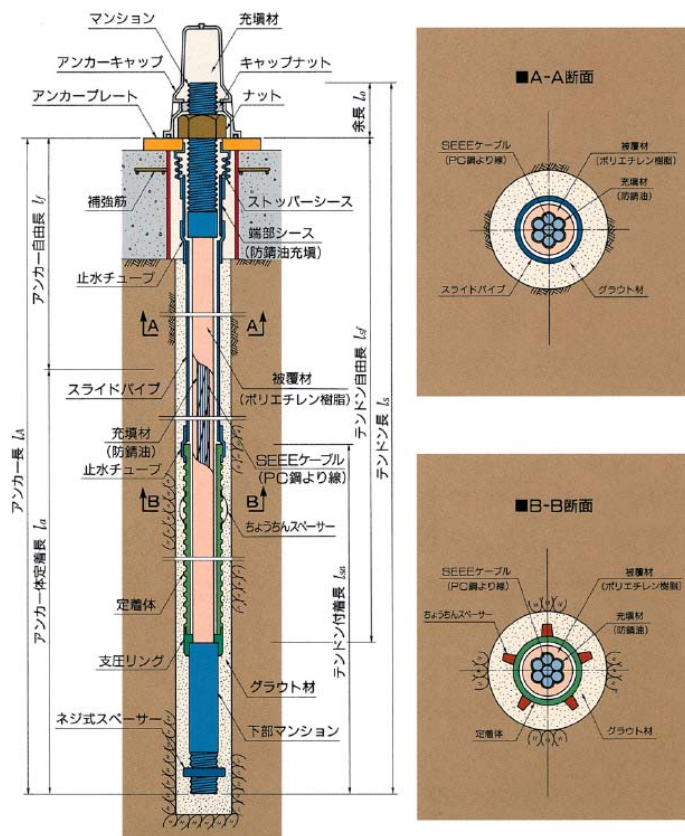 マンション
充填材
アンカーキャップ
キャップナット
アンカープレート
ナット
余長 lo
補強筋
ストッパーシース
端部シース
(防錆油充填)
止水チューブ
アンカー自由長 lf
A
A
スライドパイプ
被覆材
(ポリエチレン樹脂)
充填材
(防錆油)
止水チューブ
SEEEケーブル
(PC鋼より線)
B
B
ちょうちんスペーサー
定着体
支圧リング
グラウト材
ネジ式スペーサー
下部マンション
アンカー長 lA
アンカー体定着長 la
テンドン自由長 lsf
テンドン長 ls
テンドン付着長 lsa
■A-A断面
SEEEケーブル
(PC鋼より線)
被覆材
(ポリエチレン樹脂)
充填材
(防錆油)
スライドパイプ
グラウト材
■B-B断面
SEEEケーブル
(PC鋼より線)
被覆材
(ポリエチレン樹脂)
ちょうちんスペーサー
充填材
(防錆油)
定着体
グラウト材